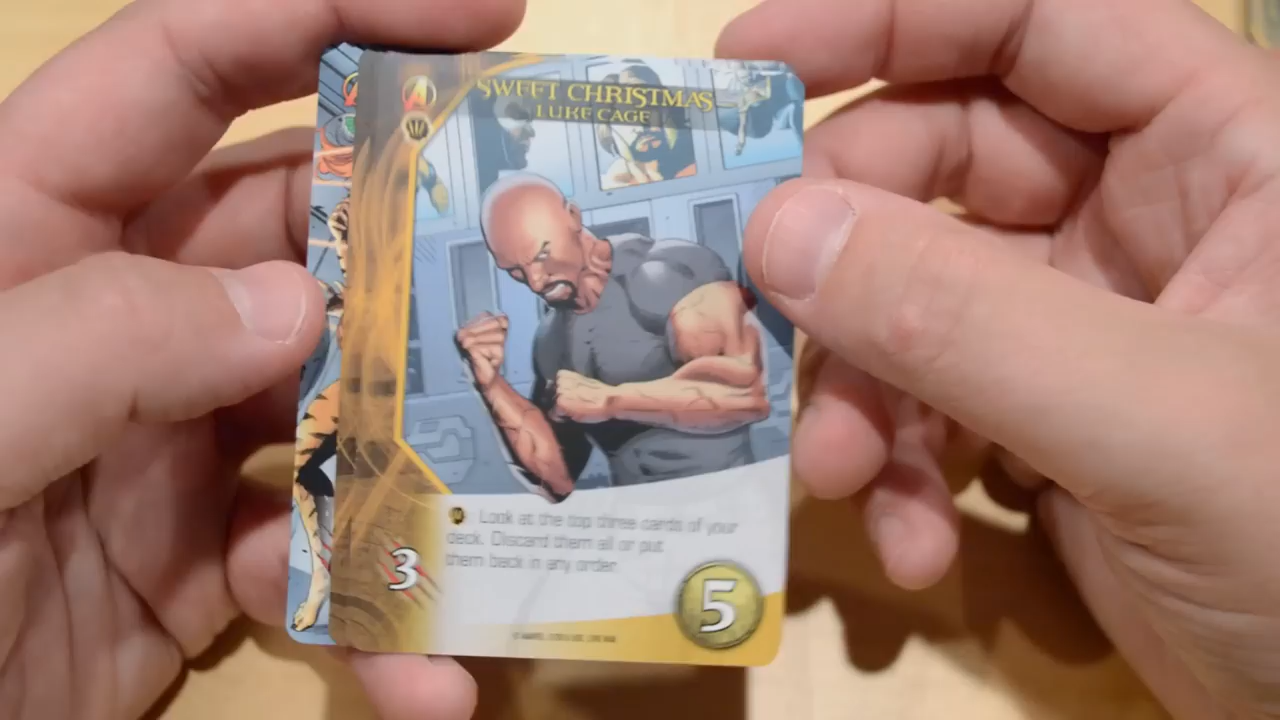 SWEET CHRISTMAS
LUKE CAGE
Look at the top three cards of your
deck. Discard them all or put
them back in any order.
3
5